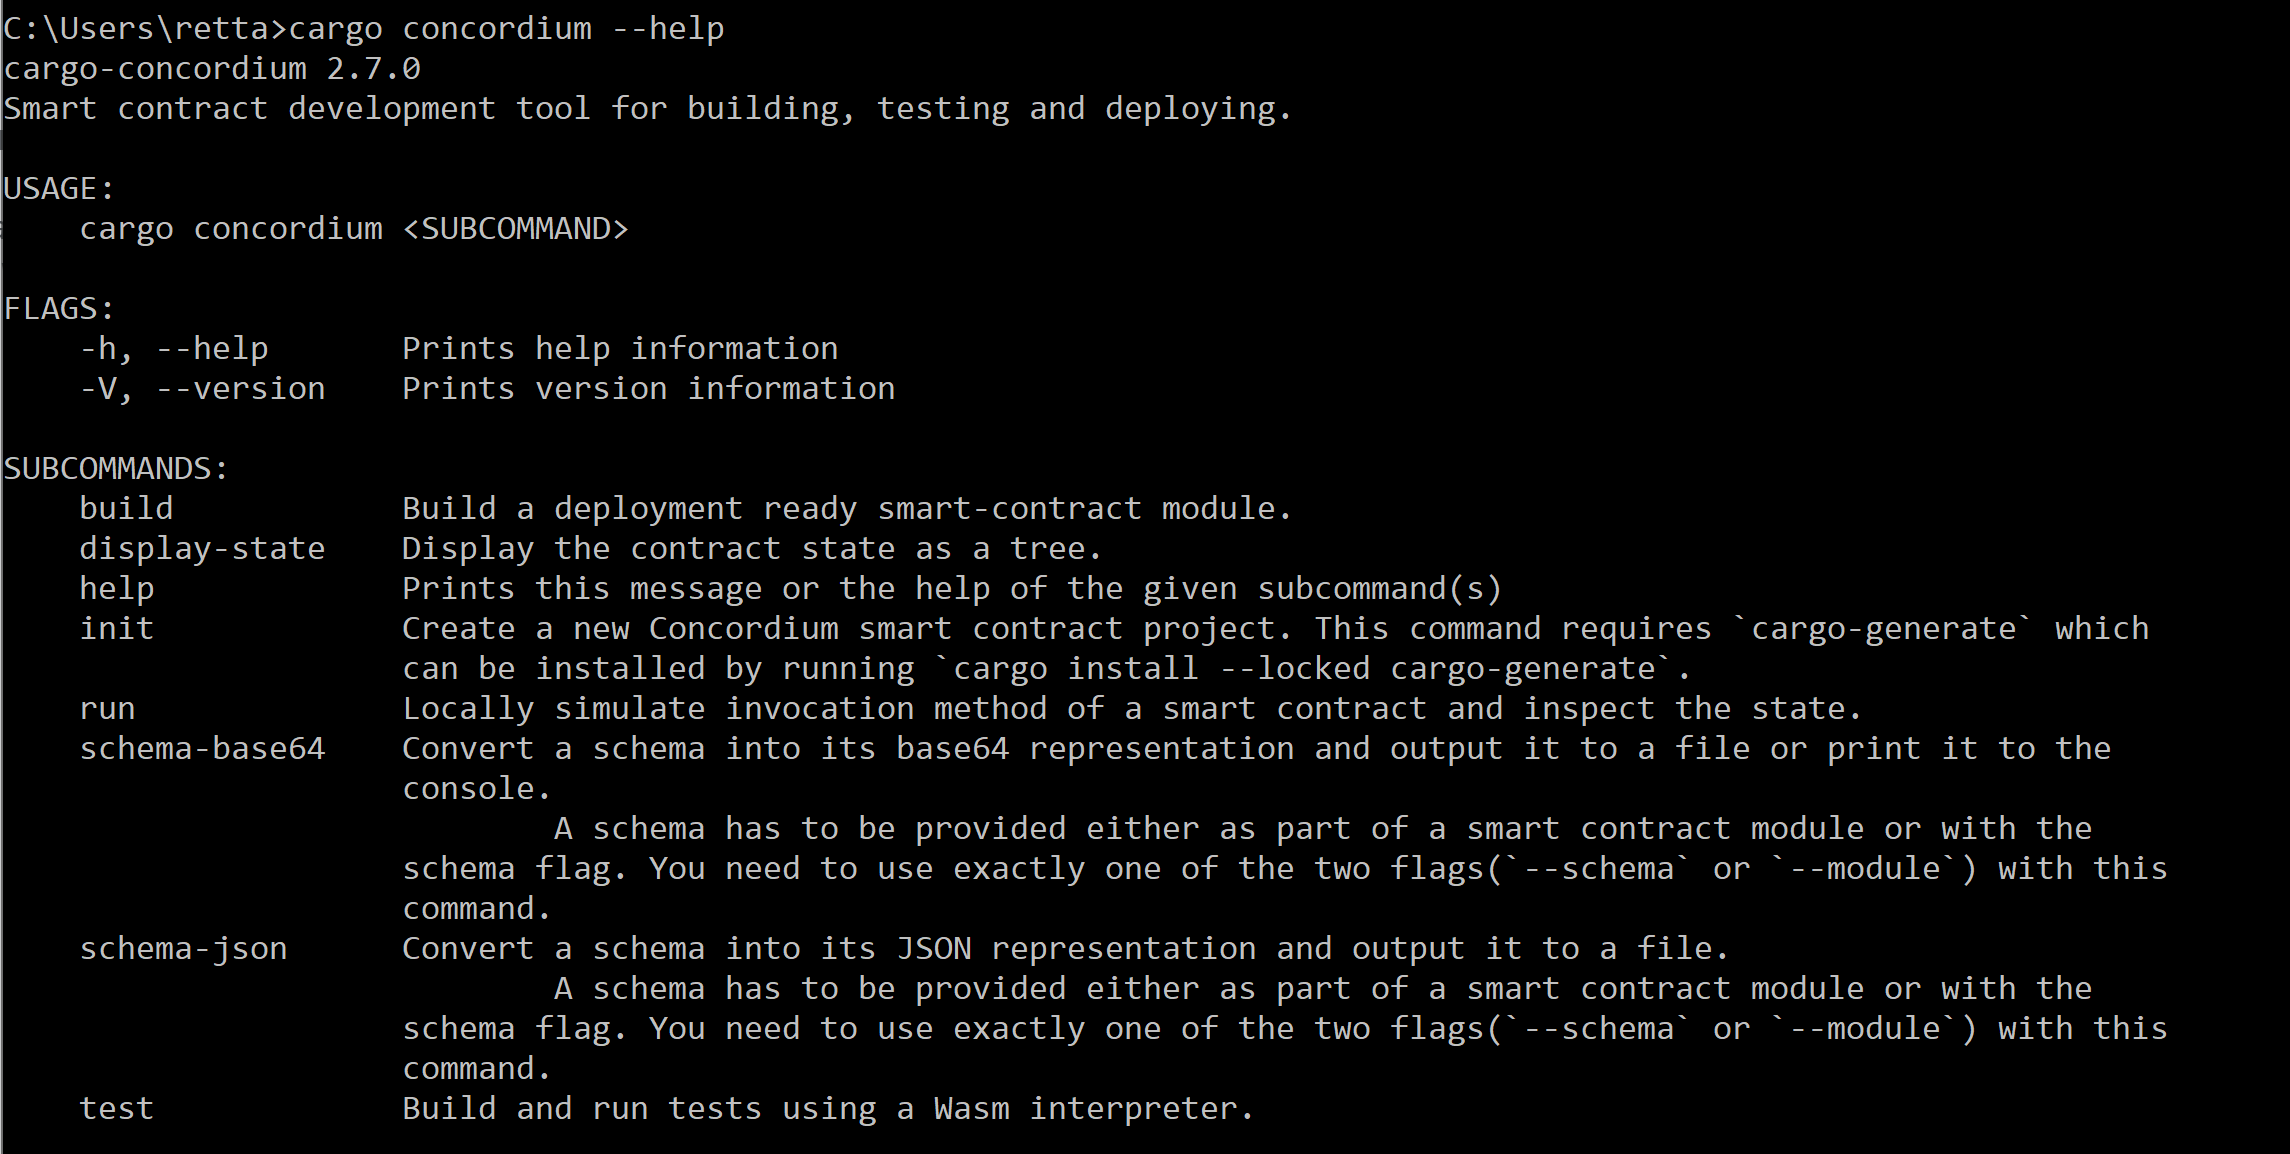 C:\Users\retta>cargo concordium --help
cargo-concordium 2.7.0
Smart contract development tool for building, testing and deploying.

USAGE:
    cargo concordium <SUBCOMMAND>

FLAGS:
    -h, --help       Prints help information
    -V, --version    Prints version information

SUBCOMMANDS:
    build            Build a deployment ready smart-contract module.
    display-state    Display the contract state as a tree.
    help             Prints this message or the help of the given subcommand(s)
    init             Create a new Concordium smart contract project. This command requires `cargo-generate` which
                     can be installed by running `cargo install --locked cargo-generate`.
    run              Locally simulate invocation method of a smart contract and inspect the state.
    schema-base64    Convert a schema into its base64 representation and output it to a file or print it to the
                     console.
                             A schema has to be provided either as part of a smart contract module or with the
                     schema flag. You need to use exactly one of the two flags(`--schema` or `--module`) with this
                     command.
    schema-json      Convert a schema into its JSON representation and output it to a file.
                             A schema has to be provided either as part of a smart contract module or with the
                     schema flag. You need to use exactly one of the two flags(`--schema` or `--module`) with this
                     command.
    test             Build and run tests using a Wasm interpreter.